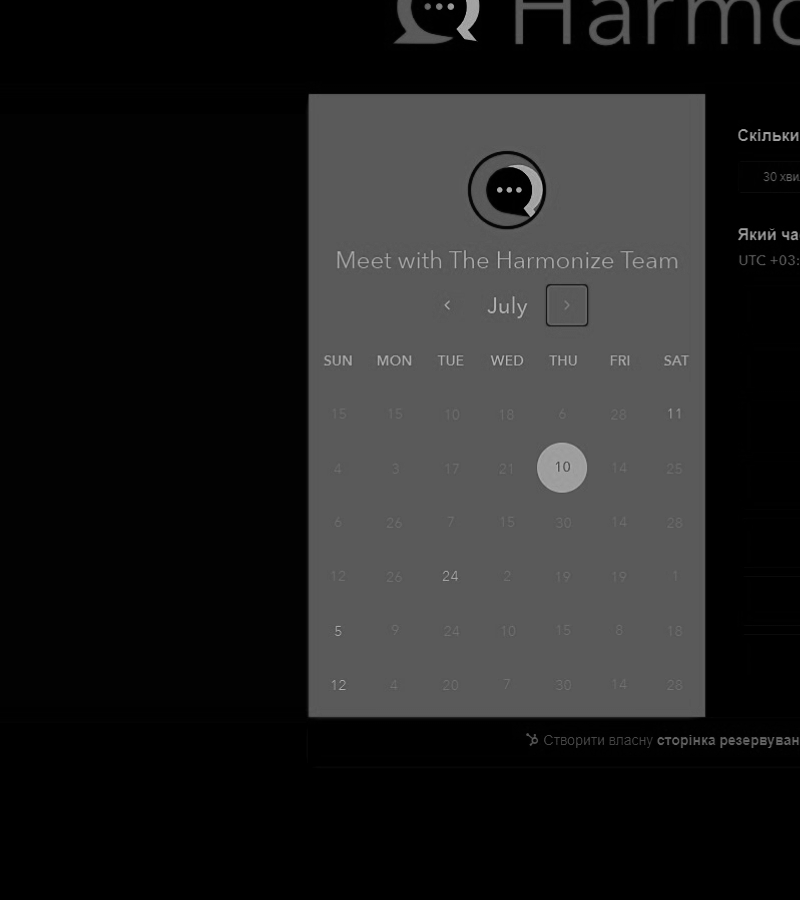 Harmo
Meet with The Harmonize Team
July
SUN MON TUE WED THU FRI SAT
15 15 10 18 6 28 11
4 3 17 21 10 14 25
6 26 7 15 30 14 28
12 26 24 2 19 19 1
5 9 24 10 15 8 18
12 4 20 7 30 14 28
Скільки
30 хви
Який ча
UTC +03:
Створити власну сторінка резервуван